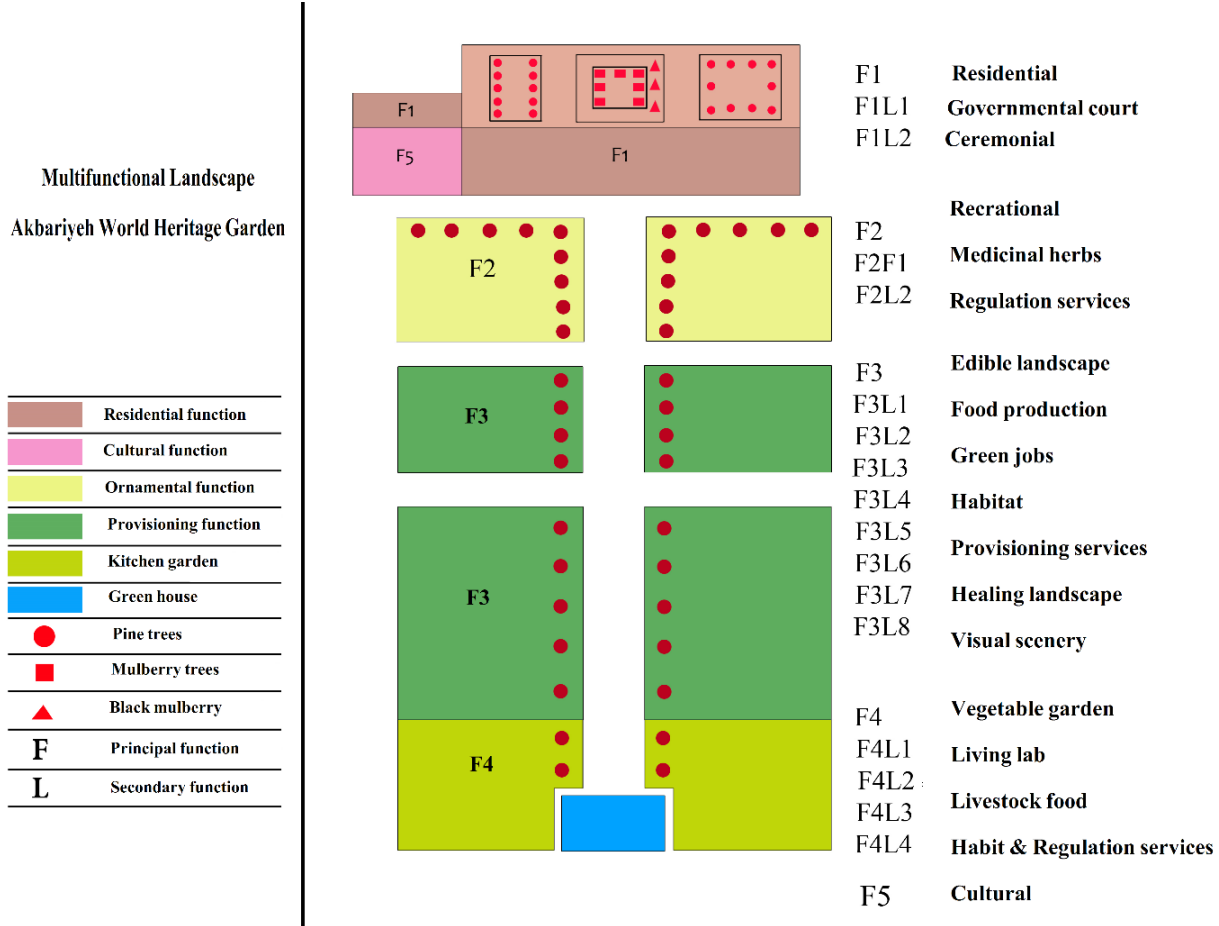 Multifunctional Landscape
Akbariyeh World Heritage Garden
Residential function
Cultural function
Ornamental function
Provisioning function
Kitchen garden
Green house
Pine trees
Mulberry trees
Black mulberry
F Principal function
L Secondary function
F1
F5
F1
F2
F3
F3
F4
F1 Residential
F1L1 Governmental court
F1L2 Ceremonial
Recrational
F2
Medicinal herbs
F2F1
F2L2
Regulation services
Edible landscape
F3
F3L1
Food production
F3L2
Green jobs
F3L3
F3L4
Habitat
F3L5
Provisioning services
F3L6
F3L7
Healing landscape
F3L8
Visual scenery
Vegetable garden
F4
F4L1
Living lab
F4L2
Livestock food
F4L3
F4L4
Habit & Regulation services
F5 Cultural